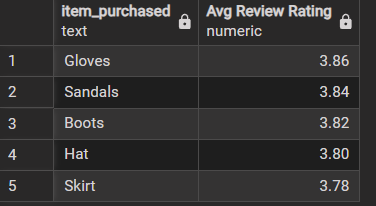 item_purchased Avg Review Rating
text numeric
1 Gloves 3.86
2 Sandals 3.84
3 Boots 3.82
4 Hat 3.80
5 Skirt 3.78